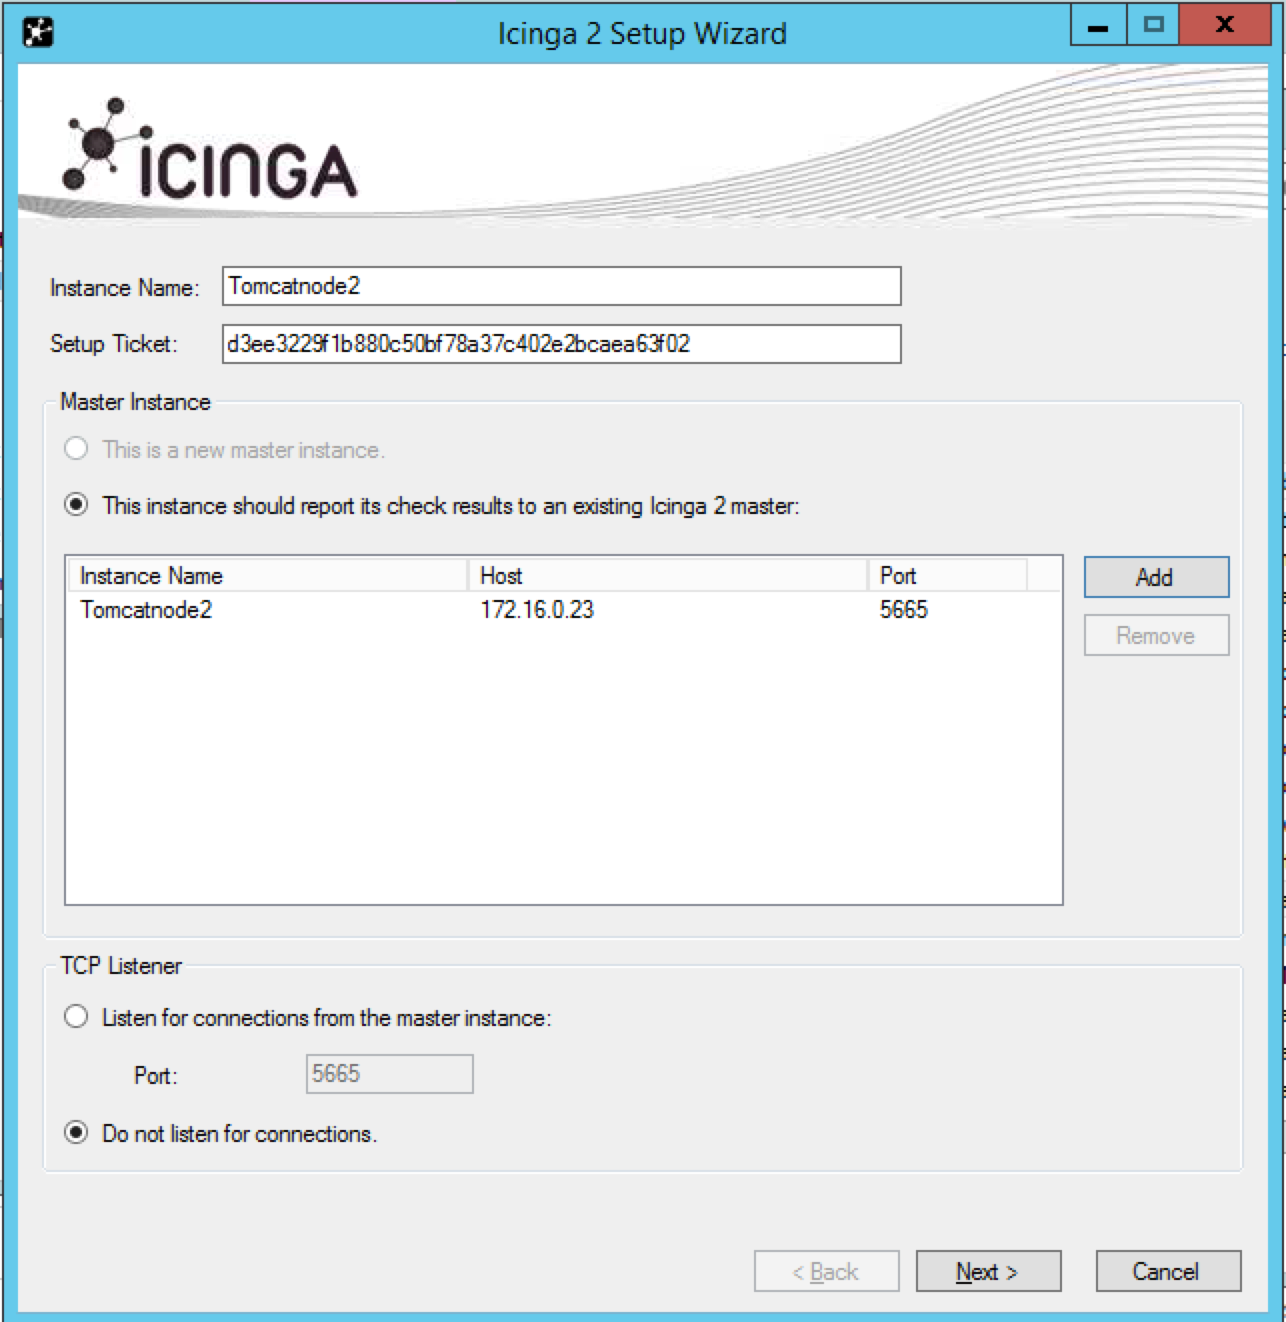 Icinga 2 Setup Wizard
ICINGA
Instance Name: Tomcatnode2
Setup Ticket: d3ee3229f1b880c50bf78a37c402e2bcaea63f02
Master Instance
This is a new master instance.
This instance should report its check results to an existing Icinga 2 master:
Instance Name Host Port
Tomcatnode2 172.16.0.23 5665
Add
Remove
TCP Listener
Listen for connections from the master instance:
Port: 5665
Do not listen for connections.
< Back Next > Cancel